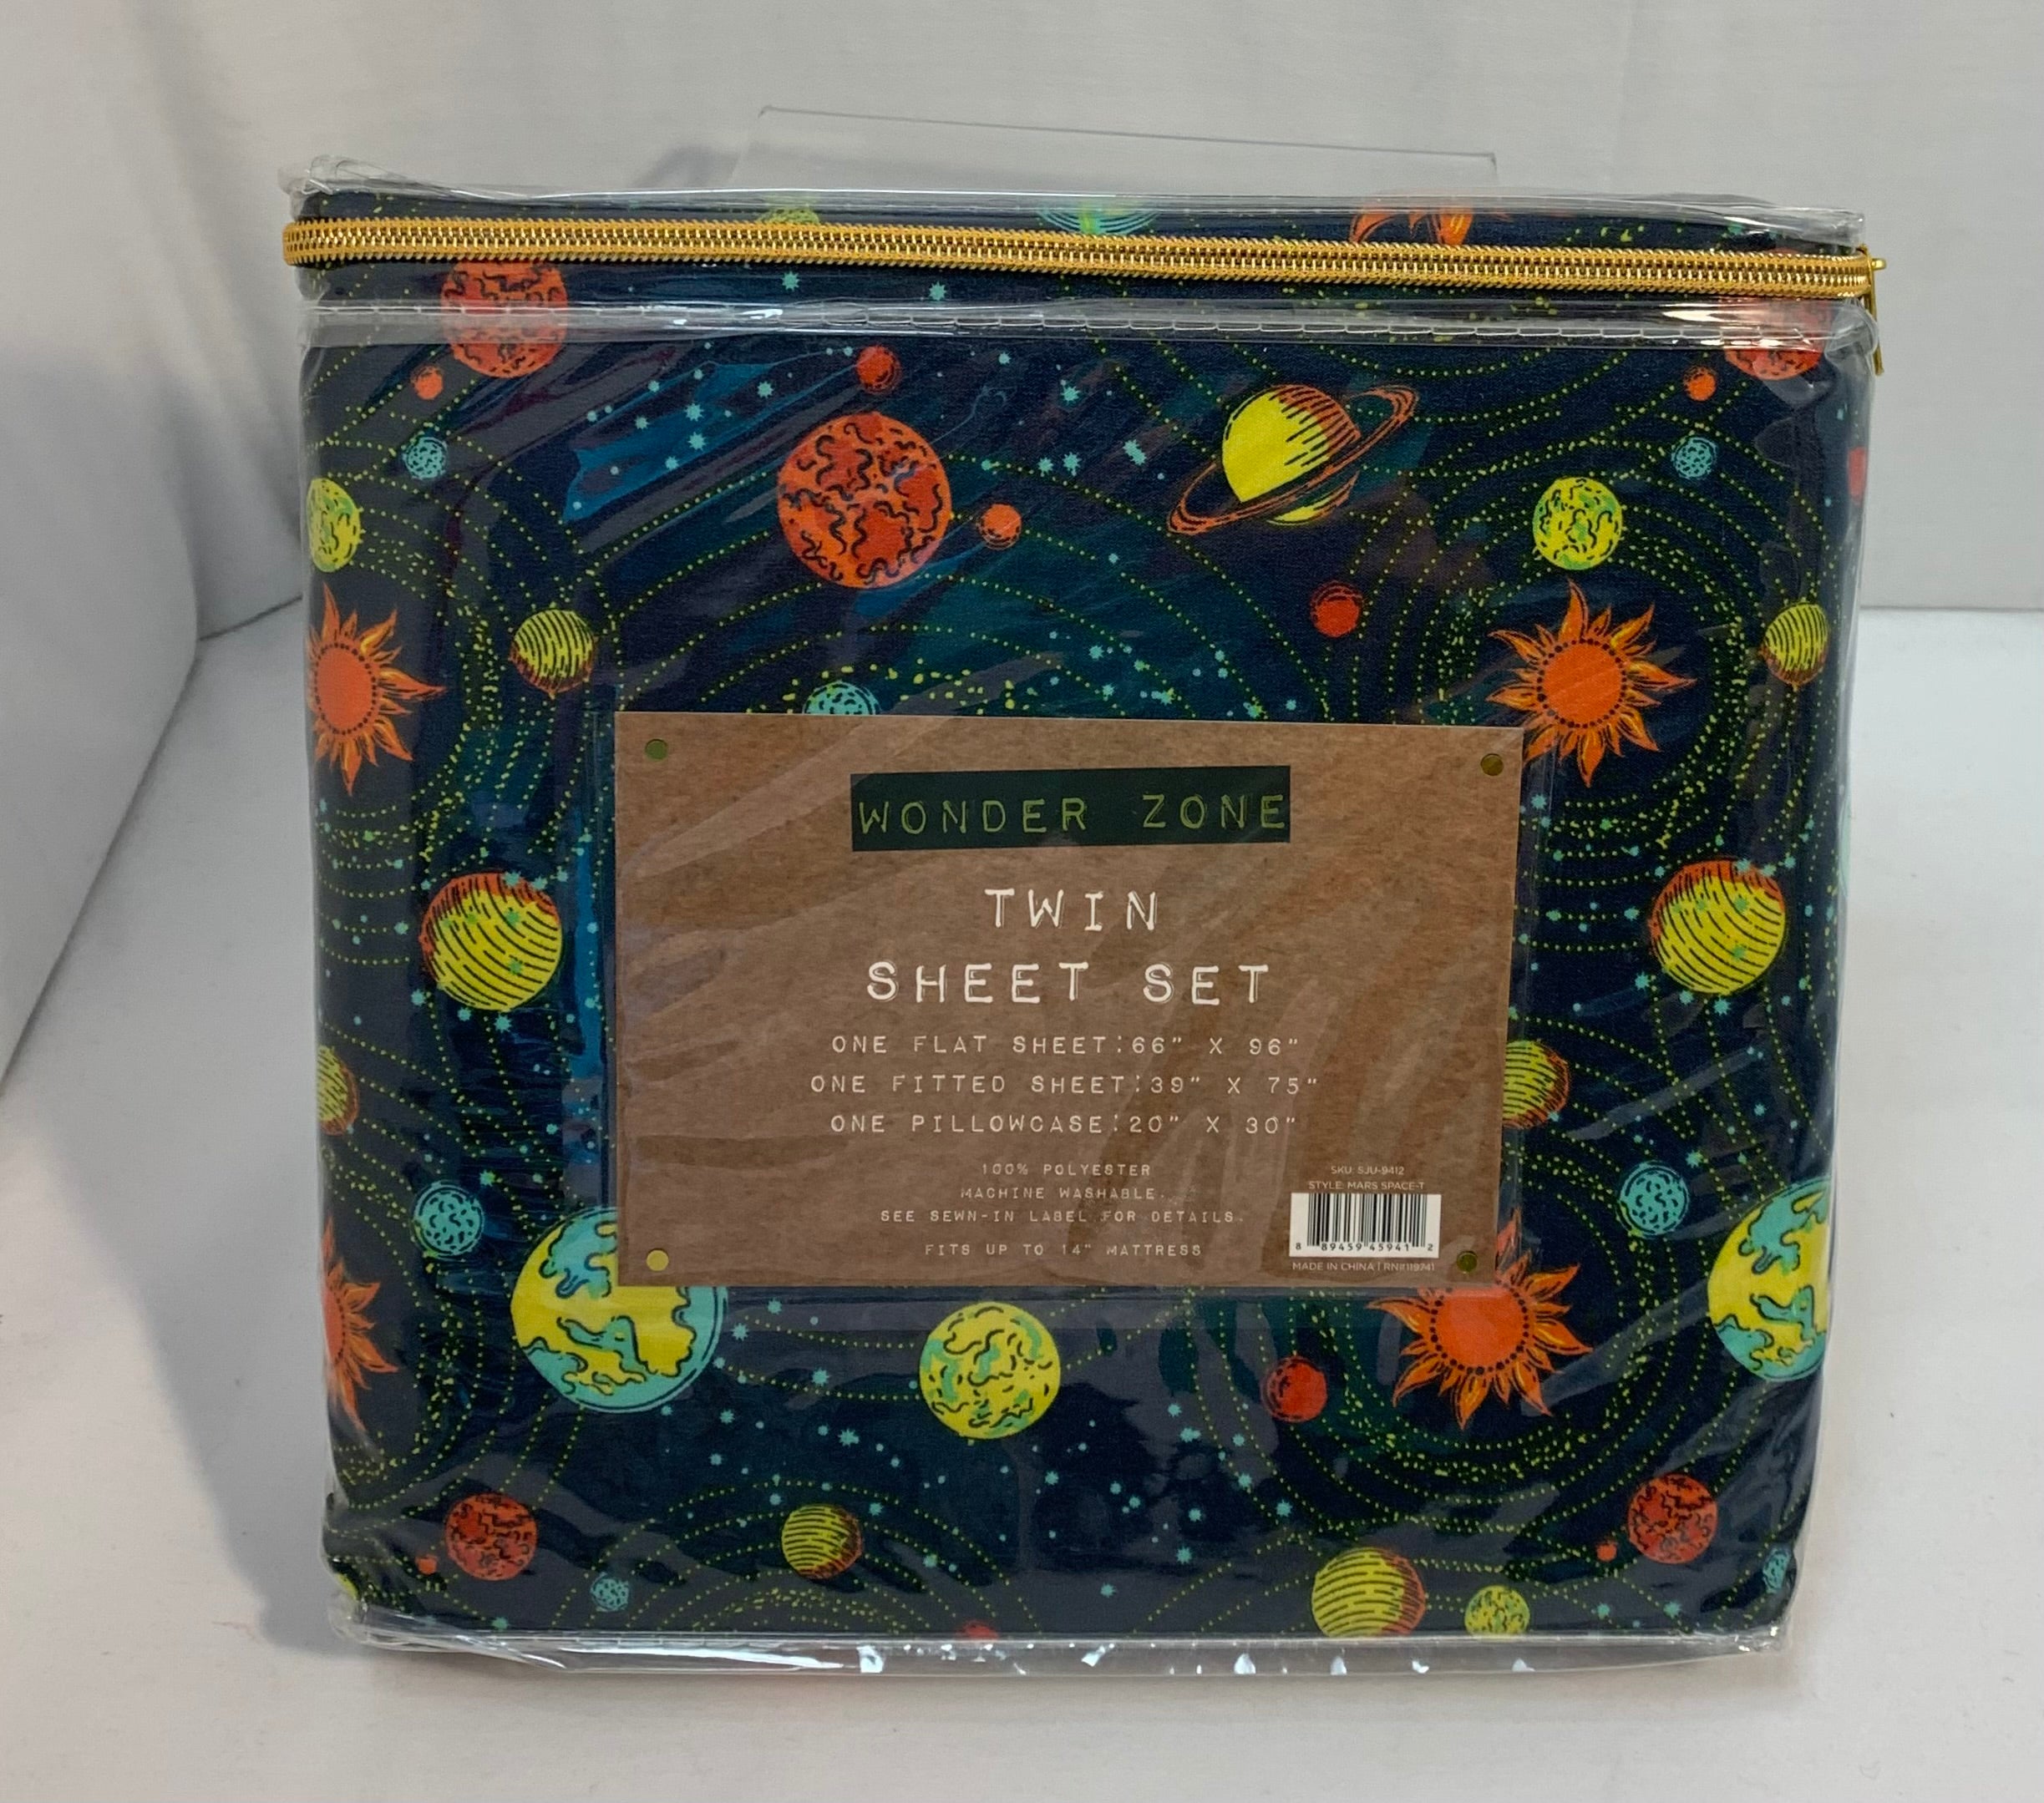 WONDER ZONE
TWIN
SHEET SET
ONE FLAT SHEET:66" X 96"
ONE FITTED SHEET:39" X 75"
ONE PILLOWCASE:20" X 30"
100% POLYESTER
MACHINE WASHABLE.
SEE SEWN-IN LABEL FOR DETAILS.
FITS UP TO 14" MATTRESS
SKU: SJU-9412
STYLE: MARS SPACE-T
8 89459 45941 2
MADE IN CHINA | RN#119741